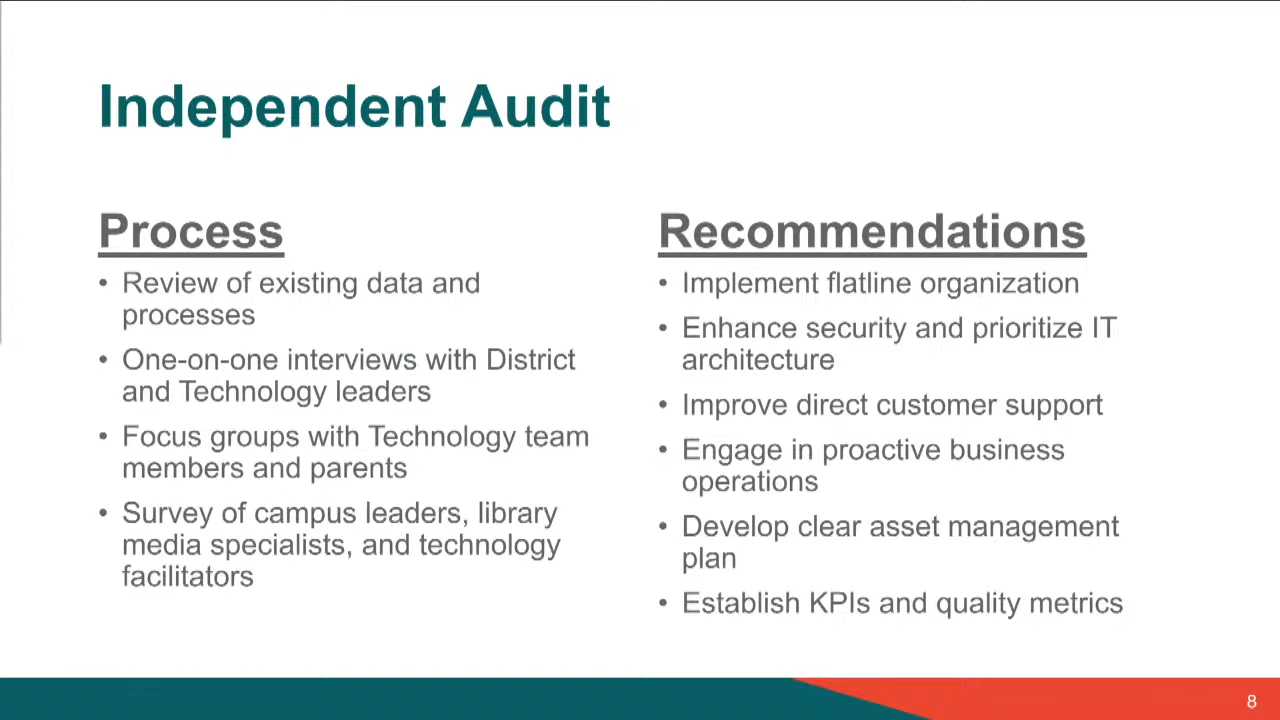 Independent Audit
Process
• Review of existing data and
processes
• One-on-one interviews with District
and Technology leaders
• Focus groups with Technology team
members and parents
• Survey of campus leaders, library
media specialists, and technology
facilitators
Recommendations
• Implement flatline organization
• Enhance security and prioritize IT
architecture
• Improve direct customer support
• Engage in proactive business
operations
• Develop clear asset management
plan
• Establish KPIs and quality metrics
8